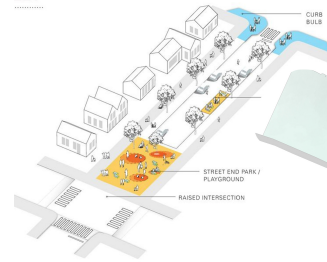 CURB
BULB
STREET END PARK /
PLAYGROUND
RAISED INTERSECTION